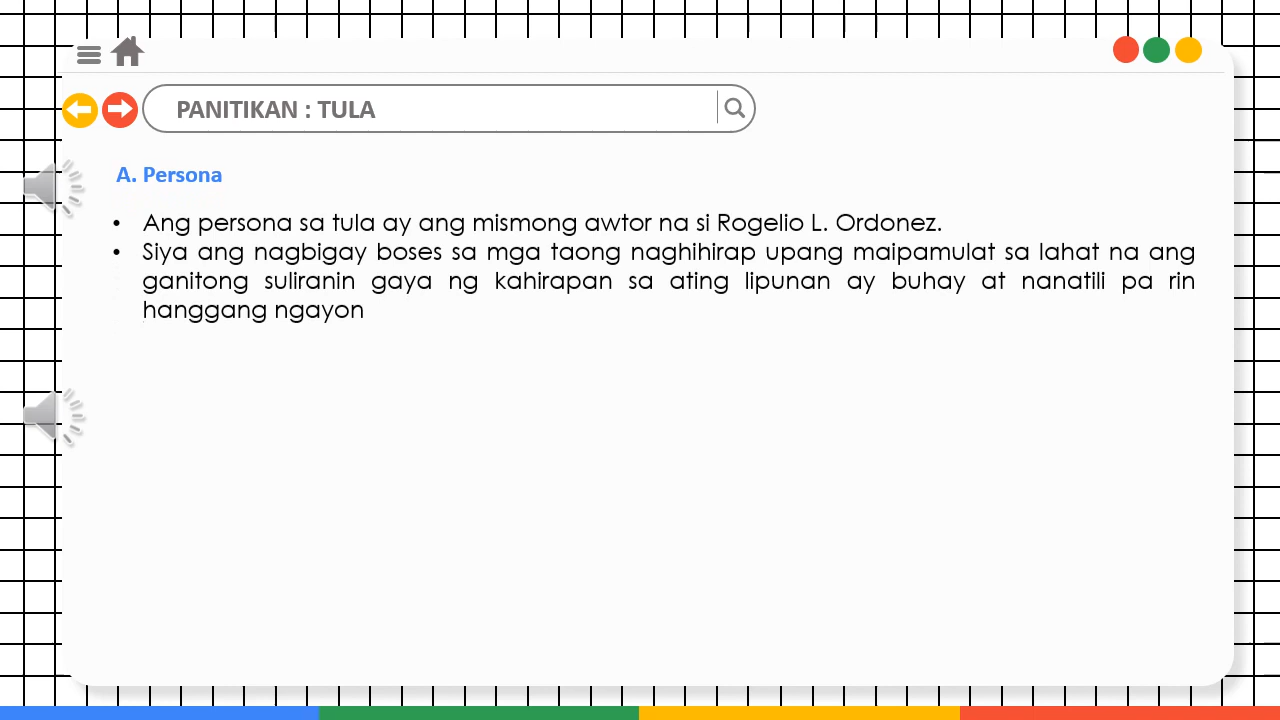 PANITIKAN : TULA
A. Persona
• Ang persona sa tula ay ang mismong awtor na si Rogelio L. Ordonez.
• Siya ang nagbigay boses sa mga taong naghihirap upang maipamulat sa lahat na ang
ganitong suliranin gaya ng kahirapan sa ating lipunan ay buhay at nanatili pa rin
hanggang ngayon